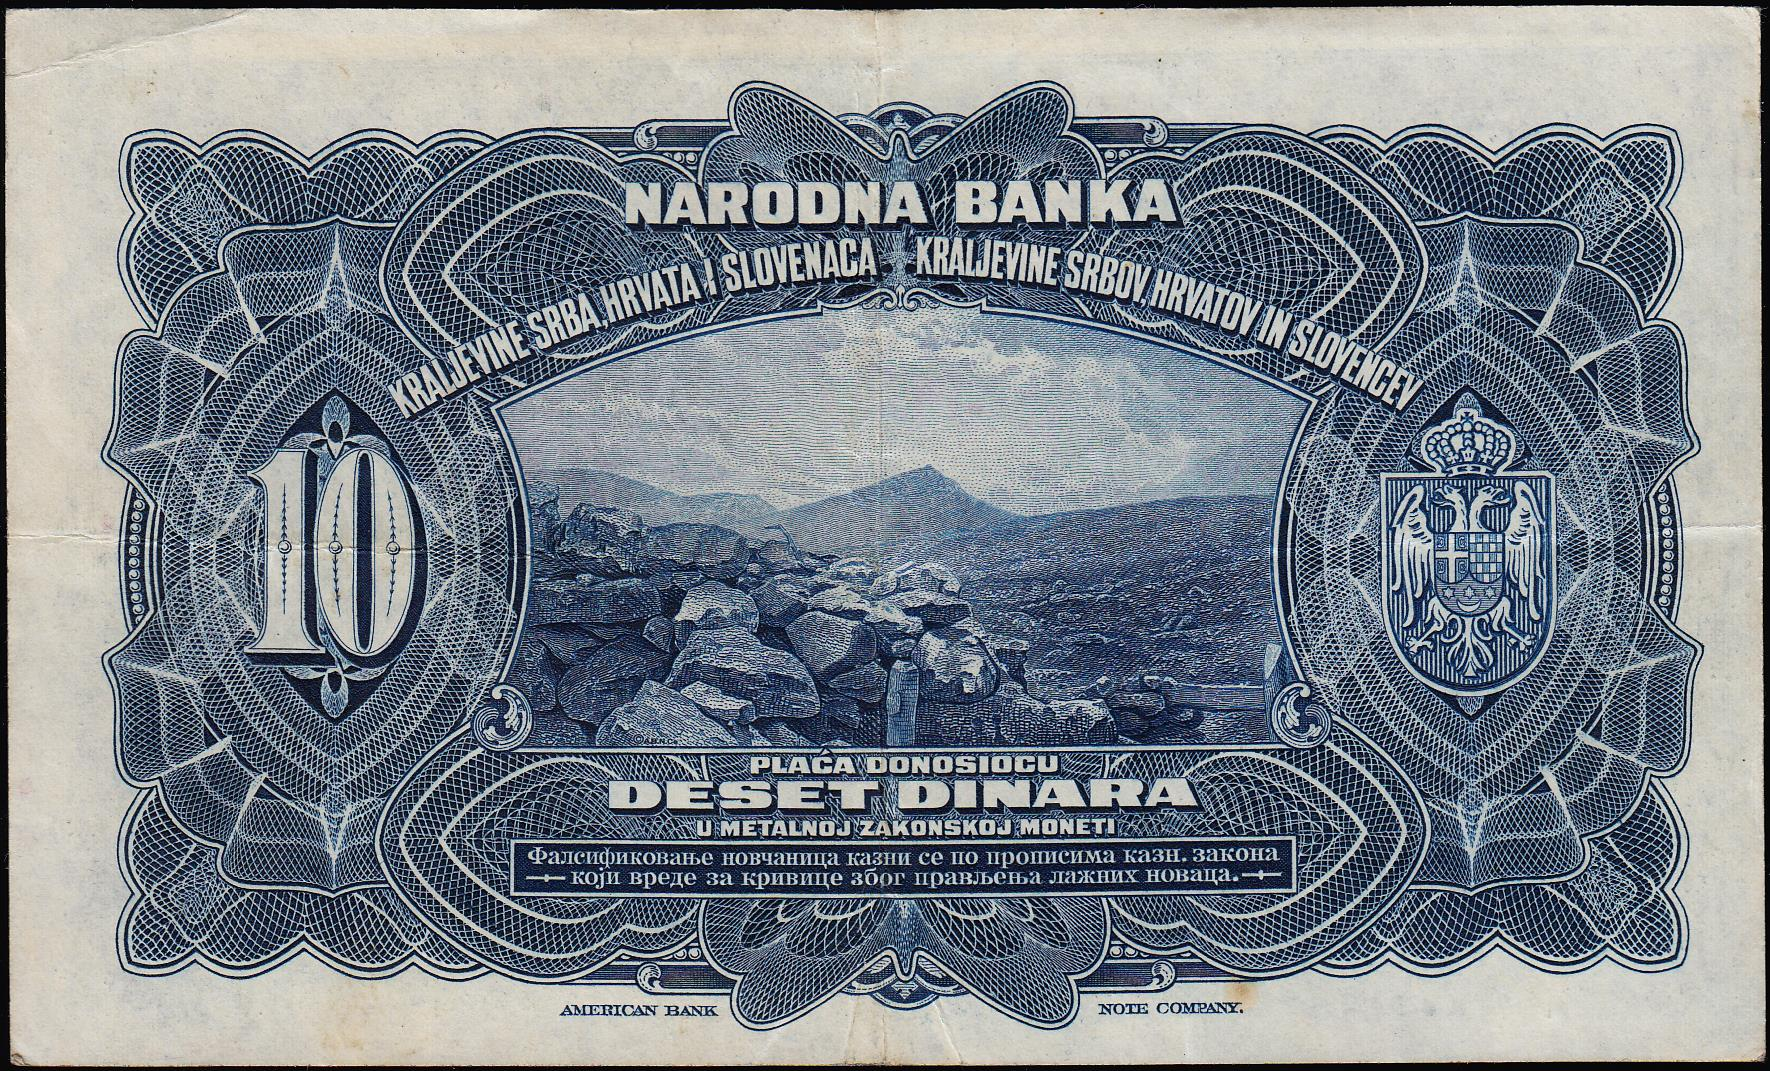 NARODNA BANKA
KRALJEVINE SRBA, HRVATA I SLOVENACA · KRALJEVINE SRBOV, HRVATOV IN SLOVENCEV
10
PLAĆA DONOSIOCU
DESET DINARA
U METALNOJ ZAKONSKOJ MONETI
Фалсификовање новчаница казни се по прописима казн. закона
који вреде за кривице због прављења лажних новаца.
AMERICAN BANK NOTE COMPANY.